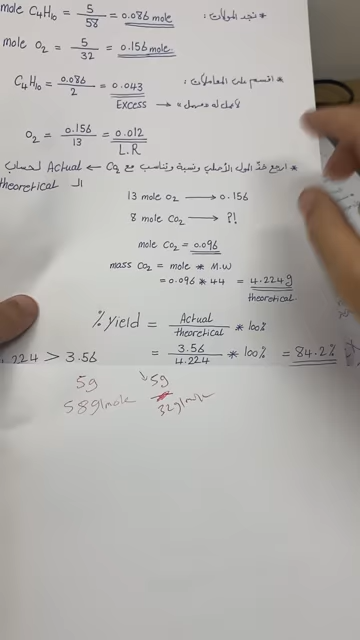 * نجد المولات :
mole C4H10 = 5/58 = 0.086 mole
mole O2 = 5/32 = 0.156 mole
* اقسم على المعاملات :
C4H10 = 0.086/2 = 0.043
Excess →
O2 = 0.156/13 = 0.012
L.R
* ارجع خذ المول الأصلي ونسبة وتناسب مع CO2 ← Actual لحساب
الـ theoretical
13 mole O2 → 0.156
8 mole CO2 → ?!
mole CO2 = 0.096
mass CO2 = mole * M.W
= 0.096 * 44 = 4.224g
theoretical
% Yield = Actual/theoretical * 100%
.224 > 3.56 = 3.56/4.224 * 100% = 84.2%
5g 5g
58g/mole 32g/mole